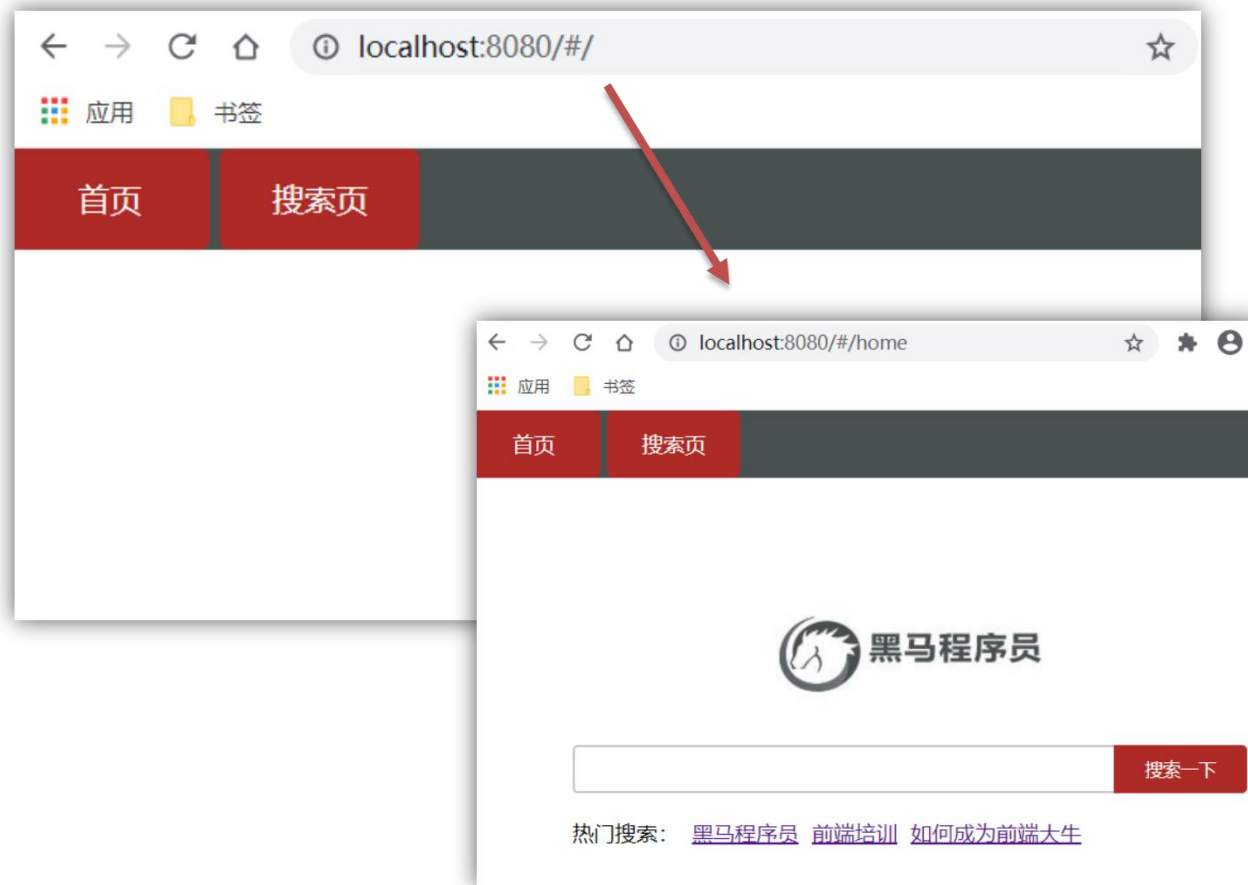 localhost:8080/#/
应用 书签
首页 搜索页
localhost:8080/#/home
应用 书签
首页 搜索页
黑马程序员
搜索一下
热门搜索： 黑马程序员 前端培训 如何成为前端大牛